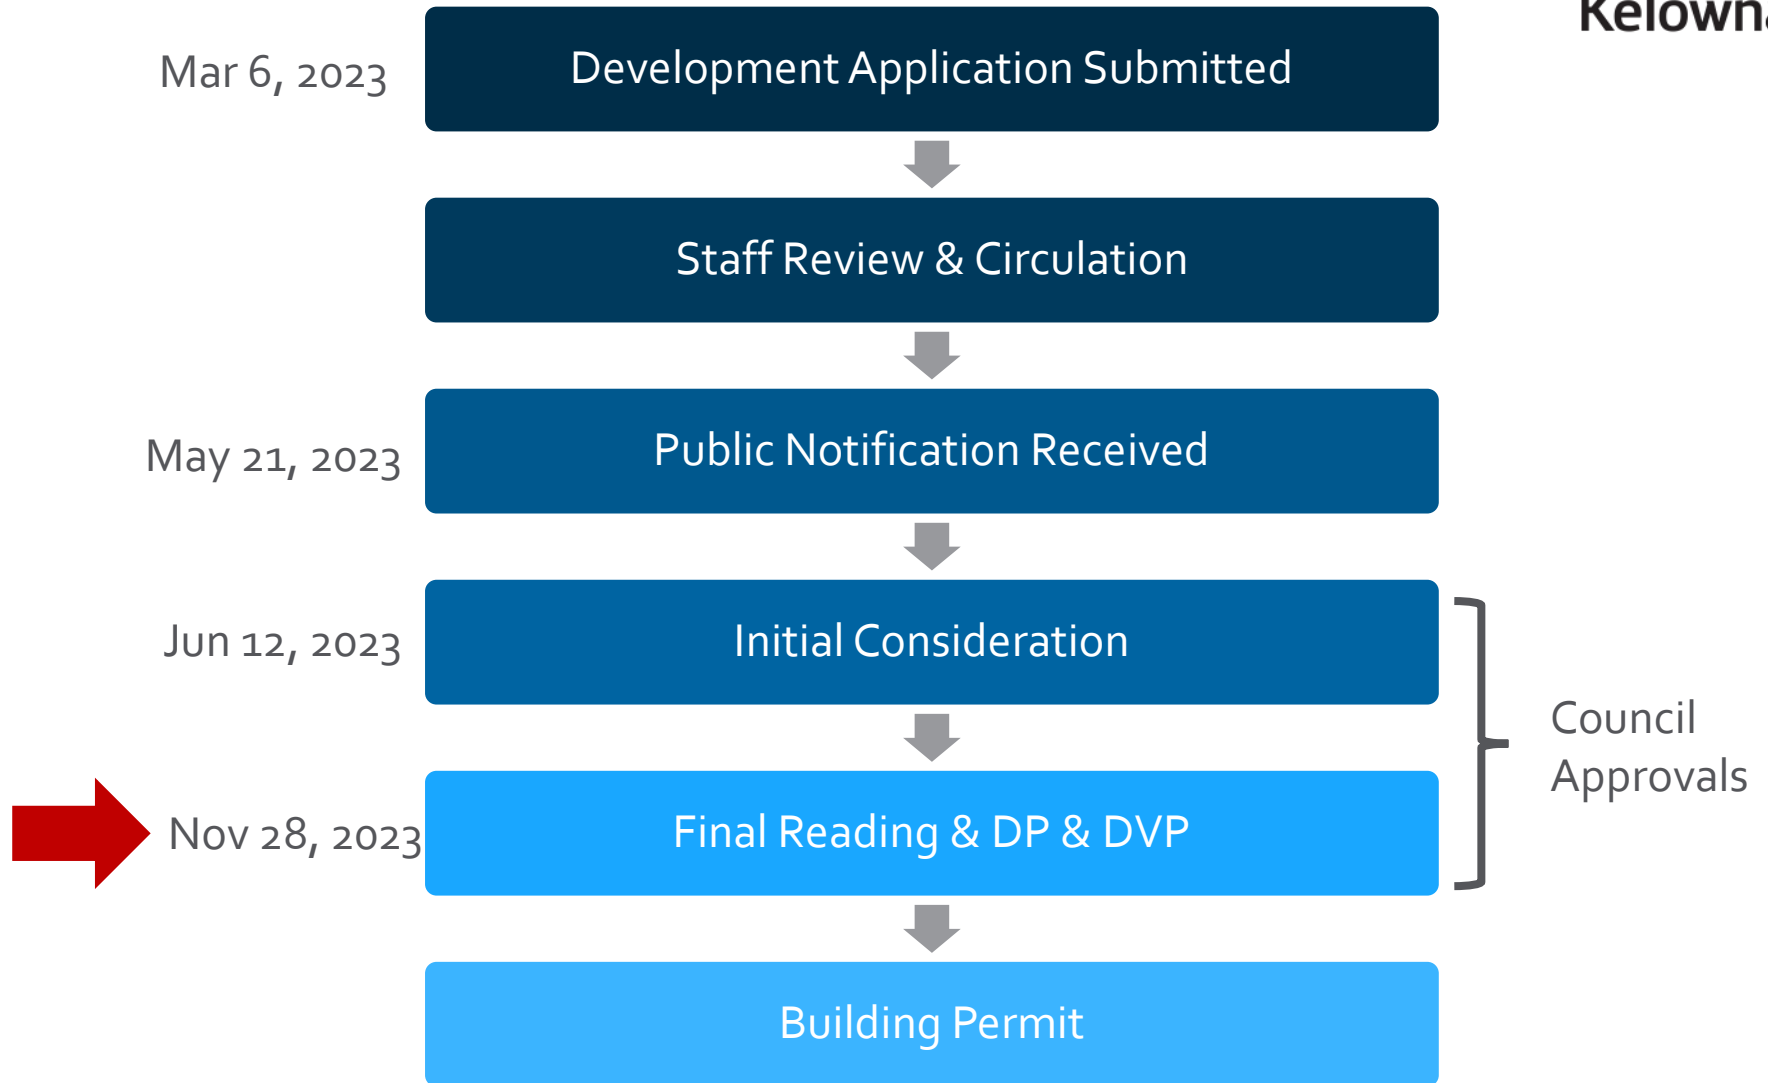 Kelowna
Mar 6, 2023
Development Application Submitted
Staff Review & Circulation
May 21, 2023
Public Notification Received
Jun 12, 2023
Initial Consideration
Council
Approvals
Nov 28, 2023
Final Reading & DP & DVP
Building Permit